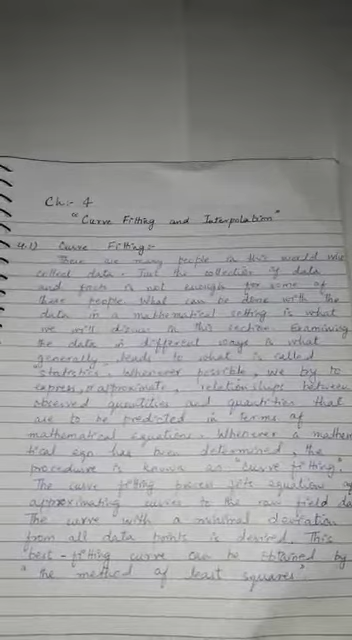 Ch:- 4
"Curve Fitting and Interpolation"
4.1) Curve Fitting:-
There are many people in this world who
collect data. Just the collection of data
and facts is not enough for some of
these people. What can be done with the
data in a mathematical setting is what
we will discuss in this section. Examining
the data in different ways is what
generally leads to what is called
"Statistics". Whenever possible, we try to
express, or approximate, relationships between
observed quantities and quantities that
are to be predicted in terms of
mathematical equations. Whenever a mathema
tical eqn has been determined, the
procedure is known as "curve fitting".
The curve fitting process fits equations
approximating curves to the raw field da
The curve with a minimal deviation
from all data points is desired. This
best-fitting curve can be obtained by
"the method of least squares".